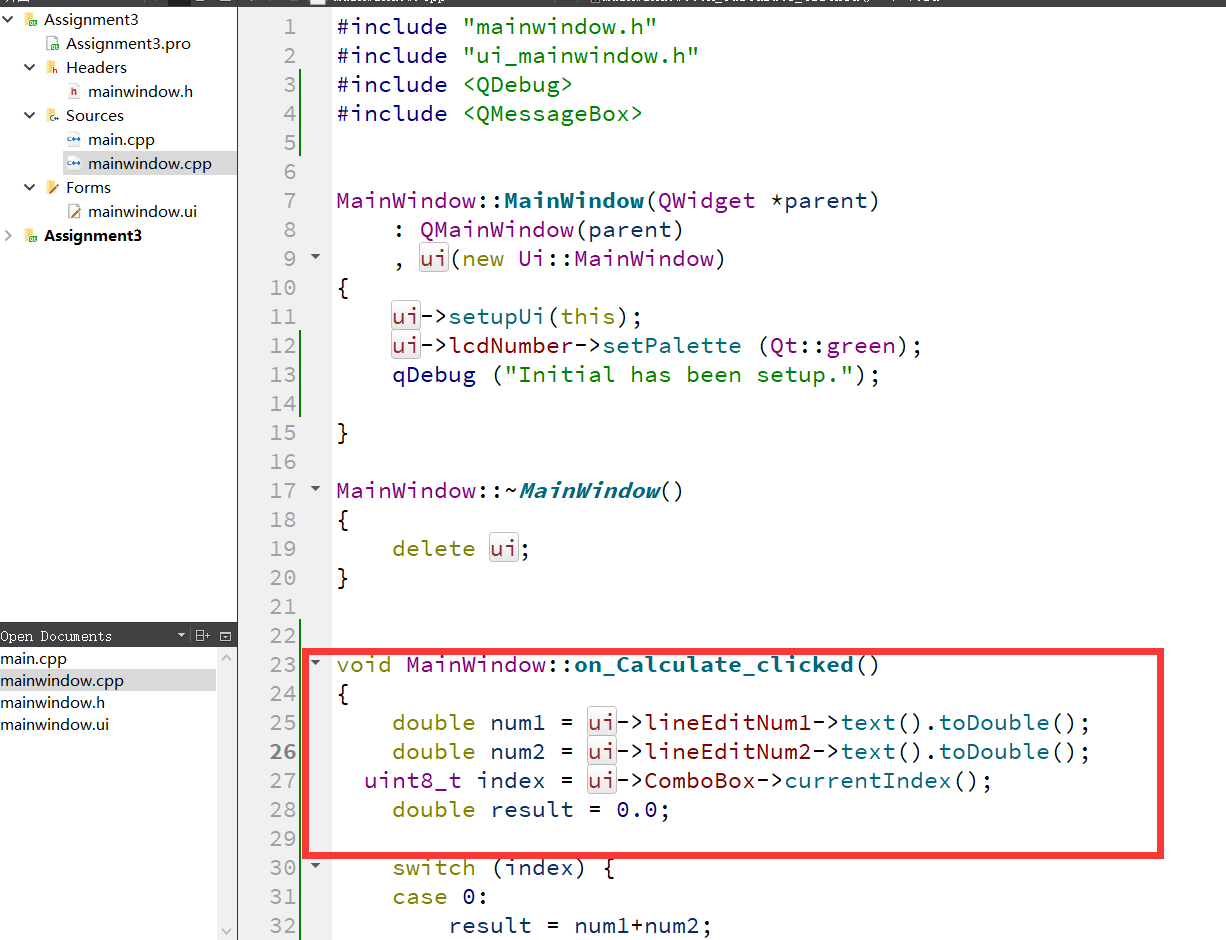 Assignment3
Assignment3.pro
Headers
mainwindow.h
Sources
main.cpp
mainwindow.cpp
Forms
mainwindow.ui
Assignment3
Open Documents
main.cpp
mainwindow.cpp
mainwindow.h
mainwindow.ui
1 #include "mainwindow.h"
2 #include "ui_mainwindow.h"
3 #include <QDebug>
4 #include <QMessageBox>
5
6
7 MainWindow::MainWindow(QWidget *parent)
8     : QMainWindow(parent)
9     , ui(new Ui::MainWindow)
10 {
11     ui->setupUi(this);
12     ui->lcdNumber->setPalette (Qt::green);
13     qDebug ("Initial has been setup.");
14
15 }
16
17 MainWindow::~MainWindow()
18 {
19     delete ui;
20 }
21
22
23 void MainWindow::on_Calculate_clicked()
24 {
25     double num1 = ui->lineEditNum1->text().toDouble();
26     double num2 = ui->lineEditNum2->text().toDouble();
27   uint8_t index = ui->ComboBox->currentIndex();
28     double result = 0.0;
29
30     switch (index) {
31     case 0:
32         result = num1+num2;